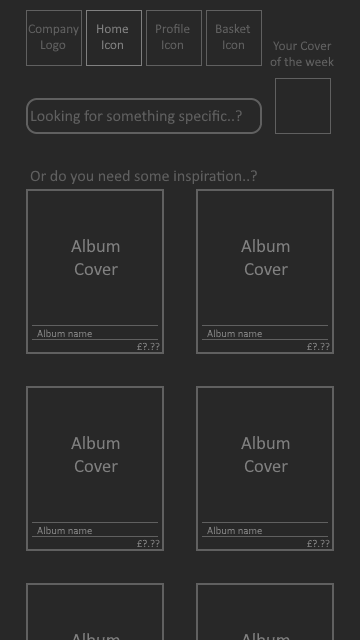 Company
Logo
Home
Icon
Profile
Icon
Basket
Icon
Your Cover
of the week
Looking for something specific..?
Or do you need some inspiration..?
Album
Cover
Album name
£?.??
Album
Cover
Album name
£?.??
Album
Cover
Album name
£?.??
Album
Cover
Album name
£?.??
Album
Album